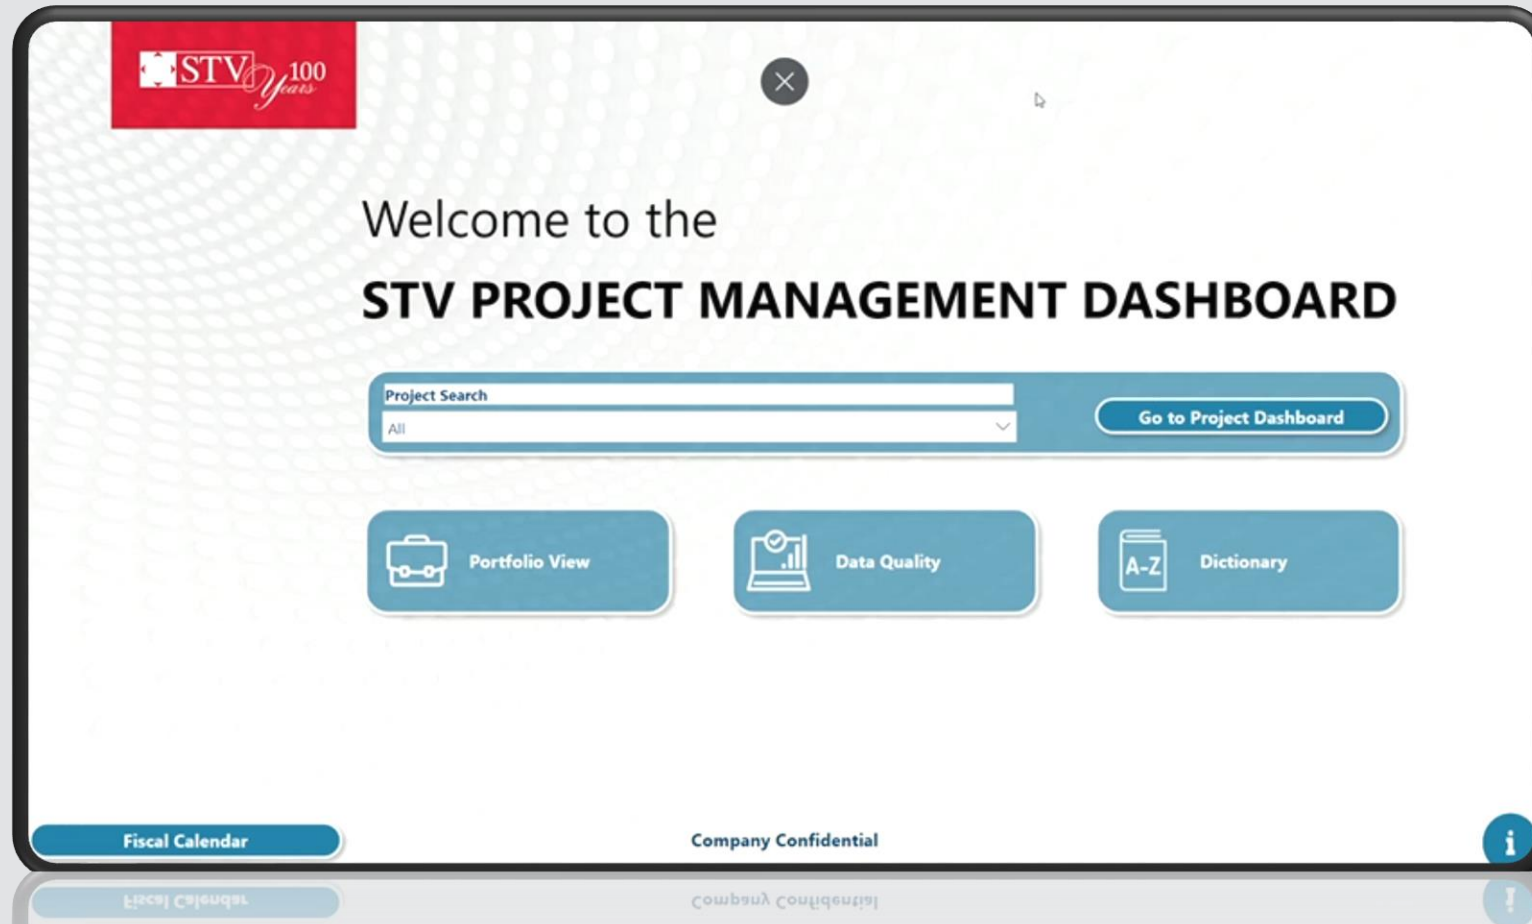 STV 100
Years
Welcome to the
STV PROJECT MANAGEMENT DASHBOARD
Project Search
All
Go to Project Dashboard
Portfolio View
Data Quality
A-Z
Dictionary
Fiscal Calendar
Company Confidential
i